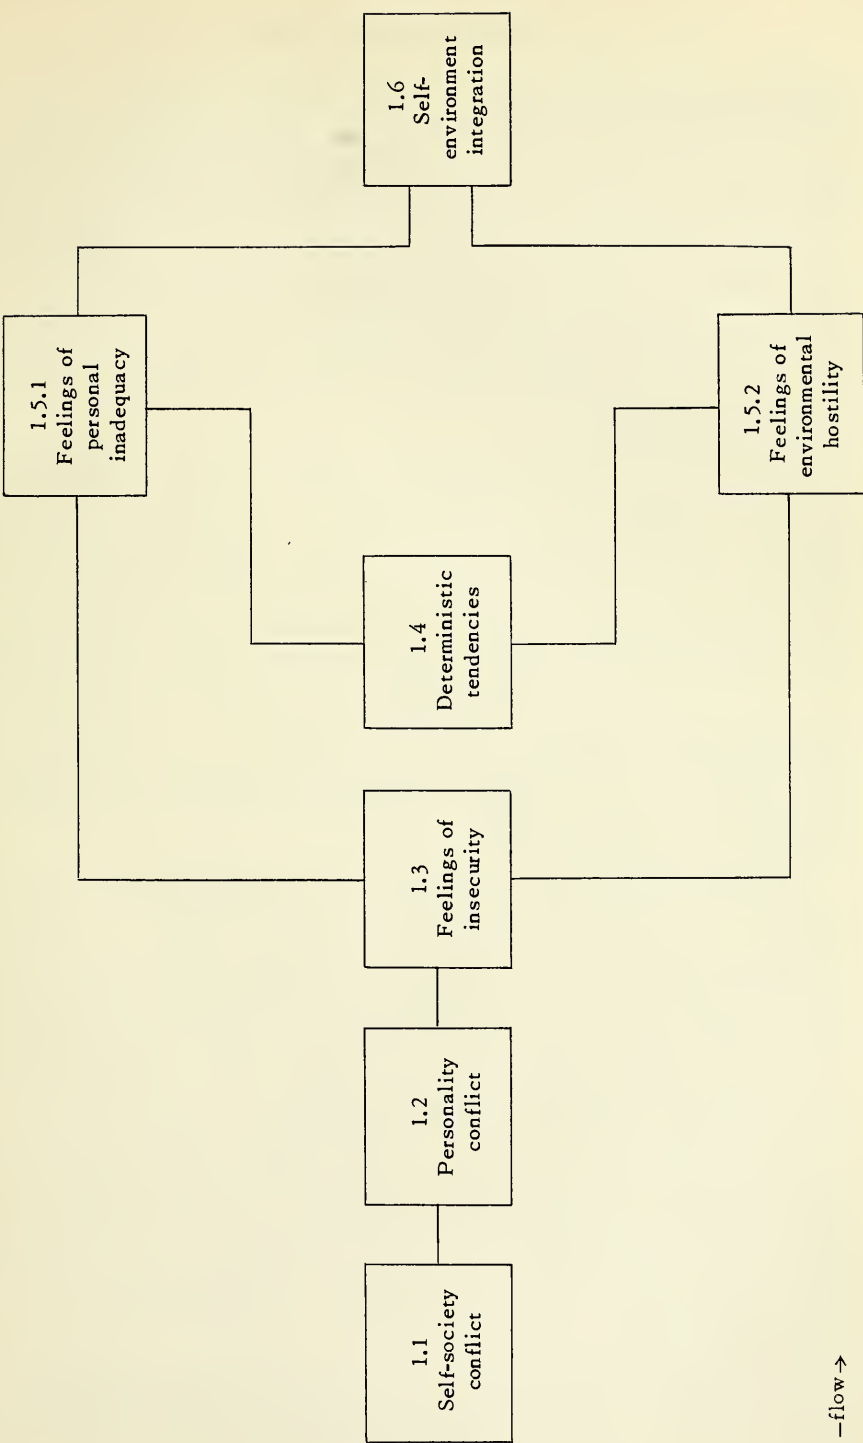 1.1
Self-society
conflict
1.2
Personality
conflict
1.3
Feelings of
insecurity
1.4
Deterministic
tendencies
1.5.1
Feelings of
personal
inadequacy
1.5.2
Feelings of
environmental
hostility
1.6
Self-
environment
integration
—flow→